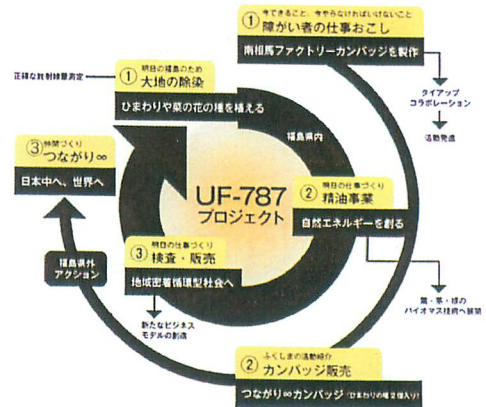 今できること、今やらなければいけないこと
① 障がい者の仕事おこし
南相馬ファクトリーカンバッジを製作
タイアップ
コラボレーション
活動発進
明日の福島のため
① 大地の除染
ひまわりや菜の花の種を植える
正確な放射線量測定
福島県内
③ 仲間づくり
つながり∞
日本中へ、世界へ
UF-787
プロジェクト
明日の仕事づくり
② 精油事業
自然エネルギーを創る
明日の仕事づくり
③ 検査・販売
地域密着循環型社会へ
新たなビジネス
モデルの創造
葉・茎・種の
バイオマス技術へ展開
福島県外
アクション
ふくしまの活動紹介
② カンバッジ販売
つながり∞カンバッジ（ひまわりの種2個入り）